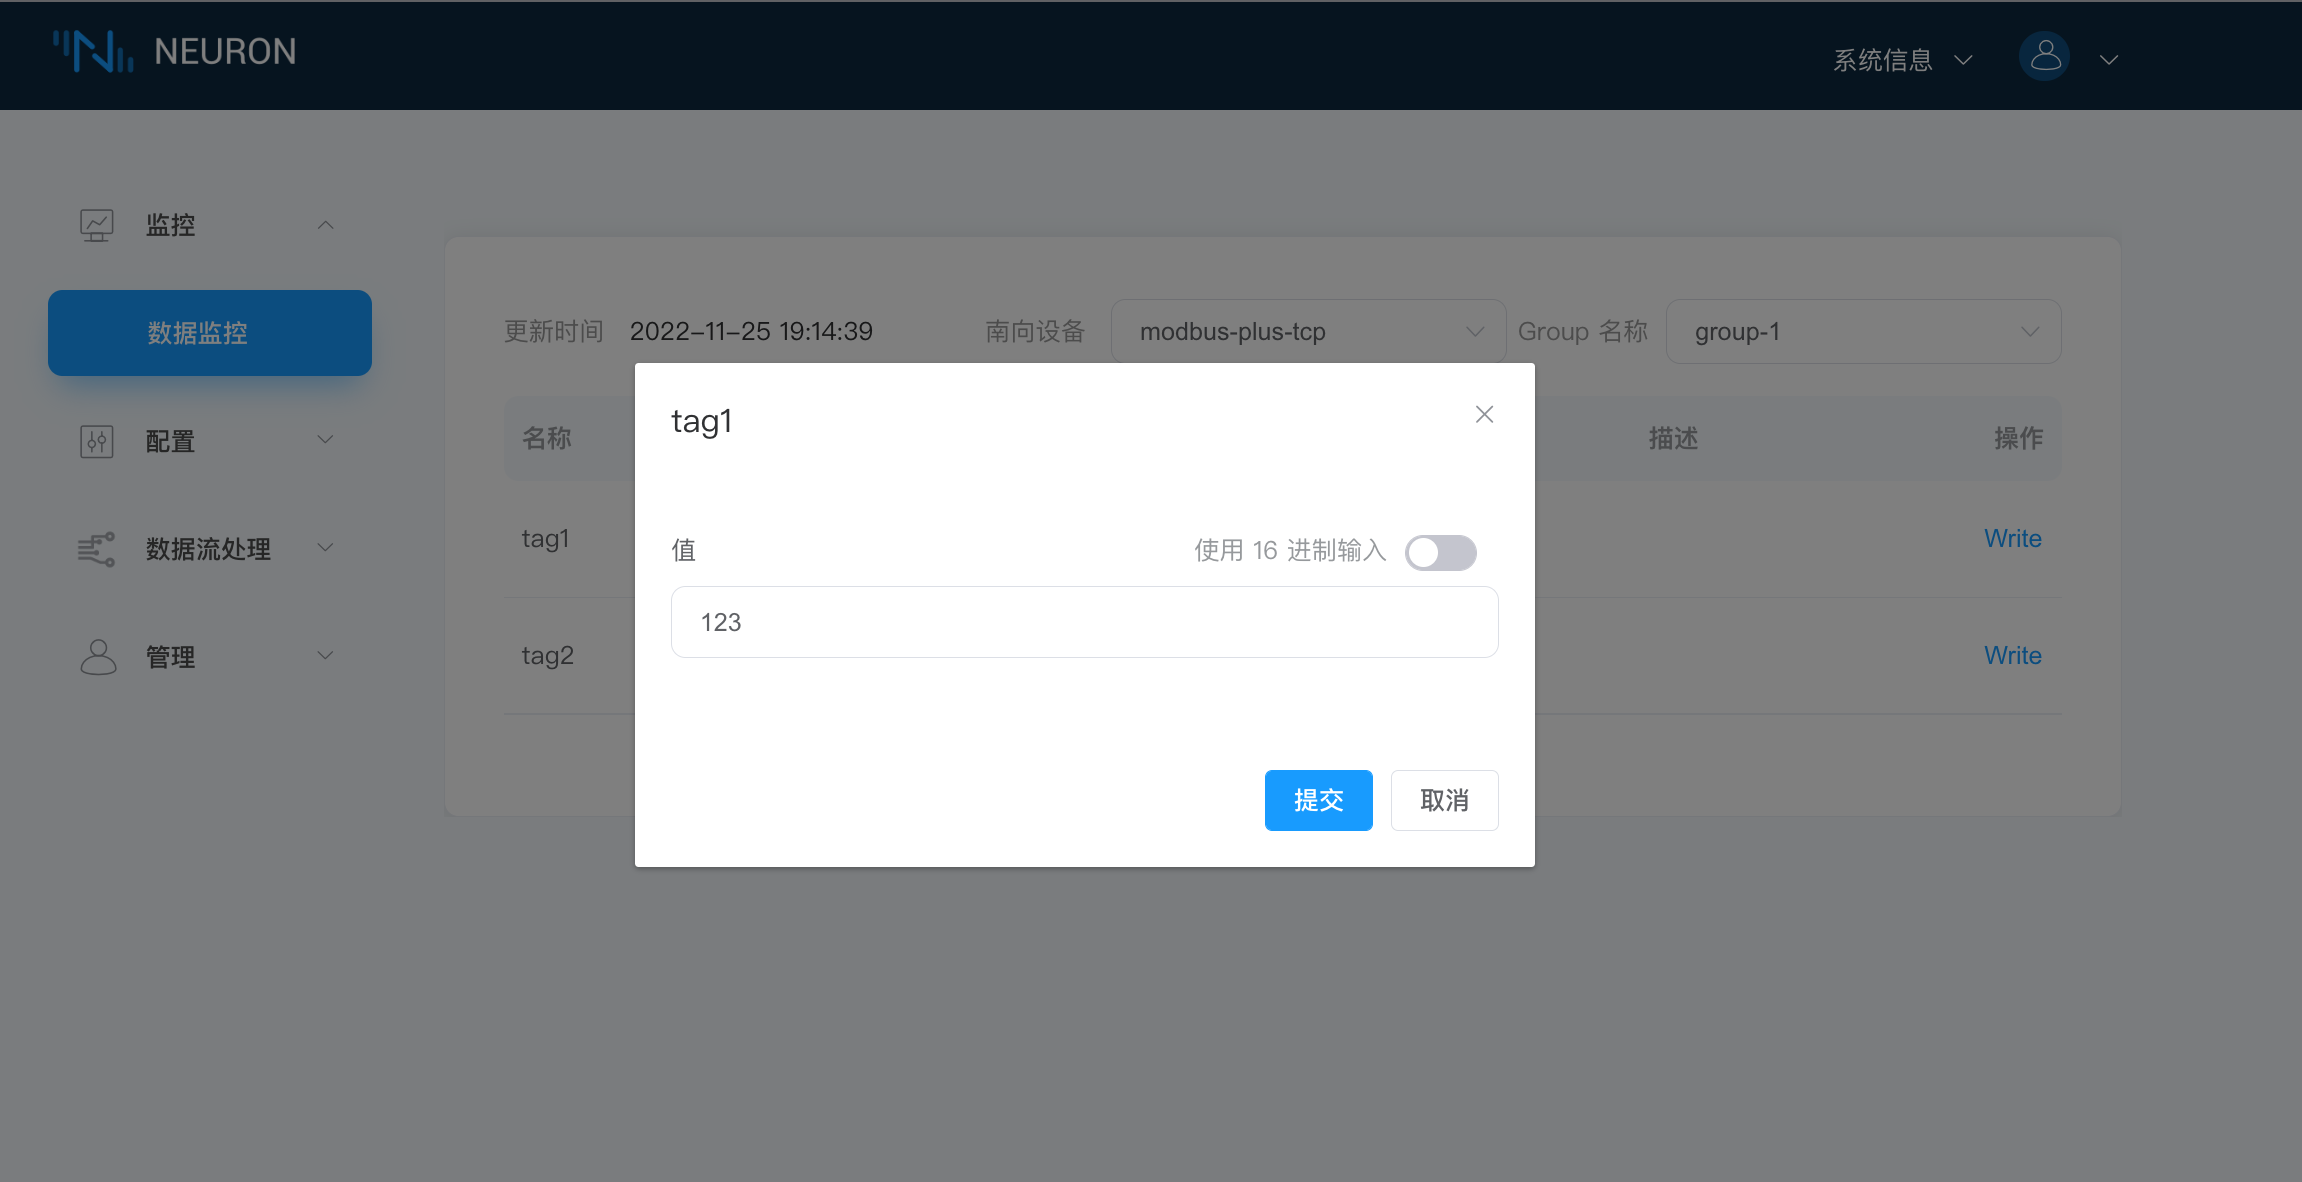 NEURON
系统信息
监控
数据监控
配置
数据流处理
管理
更新时间 2022-11-25 19:14:39 南向设备 modbus-plus-tcp Group 名称 group-1
名称 描述 操作
tag1 Write
tag2 Write
tag1
值 使用 16 进制输入
123
提交 取消